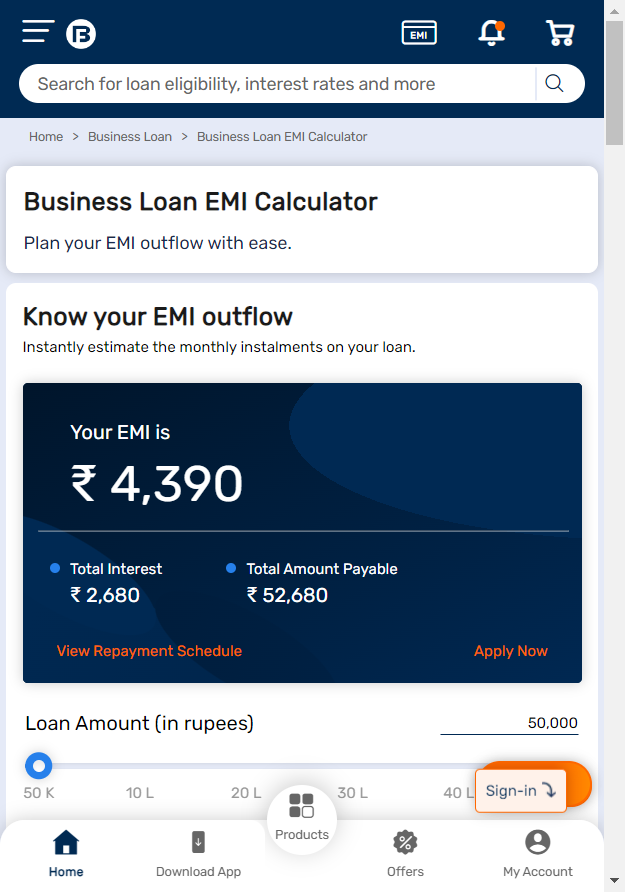 EMI
Search for loan eligibility, interest rates and more
Home > Business Loan > Business Loan EMI Calculator
Business Loan EMI Calculator
Plan your EMI outflow with ease.
Know your EMI outflow
Instantly estimate the monthly instalments on your loan.
Your EMI is
₹ 4,390
Total Interest
₹ 2,680
Total Amount Payable
₹ 52,680
View Repayment Schedule
Apply Now
Loan Amount (in rupees)
50,000
50 K 10 L 20 L 30 L 40 L
Sign-in
Products
Home
Download App
Offers
My Account